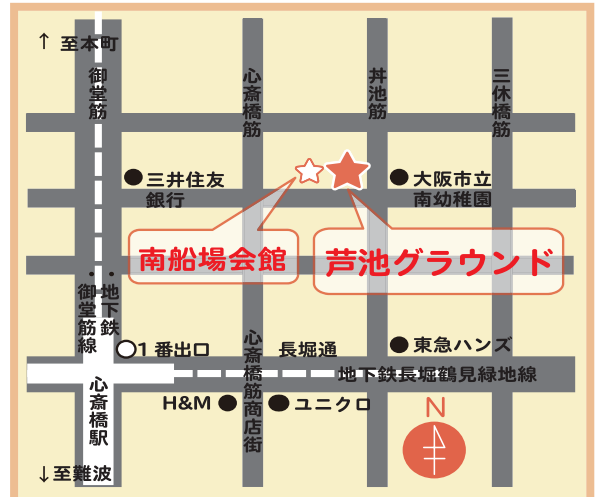 ↑ 至本町
御堂筋
心斎橋筋
丼池筋
三休橋筋
三井住友
銀行
大阪市立
南幼稚園
南船場会館
芦池グラウンド
地下鉄・
御堂筋線・
1番出口
心斎橋筋商店街
長堀通
東急ハンズ
地下鉄長堀鶴見緑地線
心斎橋駅
H&M
ユニクロ
N
↓至難波